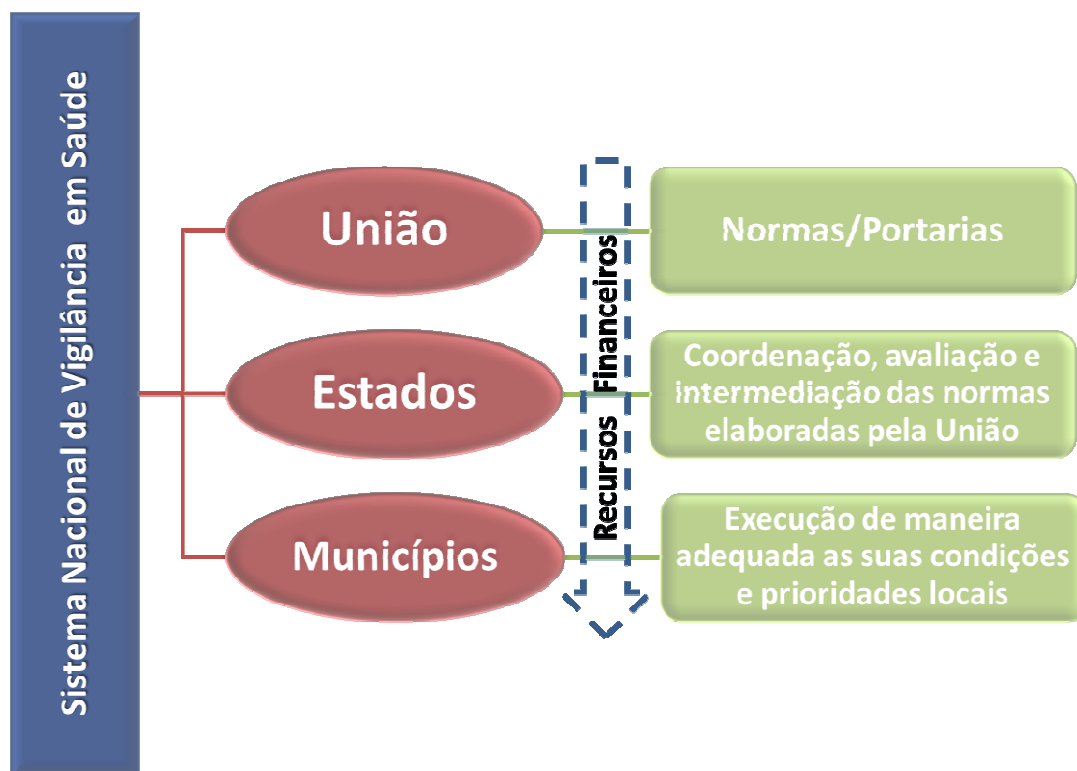 Sistema Nacional de Vigilância em Saúde
União
Normas/Portarias
Estados
Coordenação, avaliação e
intermediação das normas
elaboradas pela União
Municípios
Execução de maneira
adequada as suas condições
e prioridades locais
Recursos Financeiros